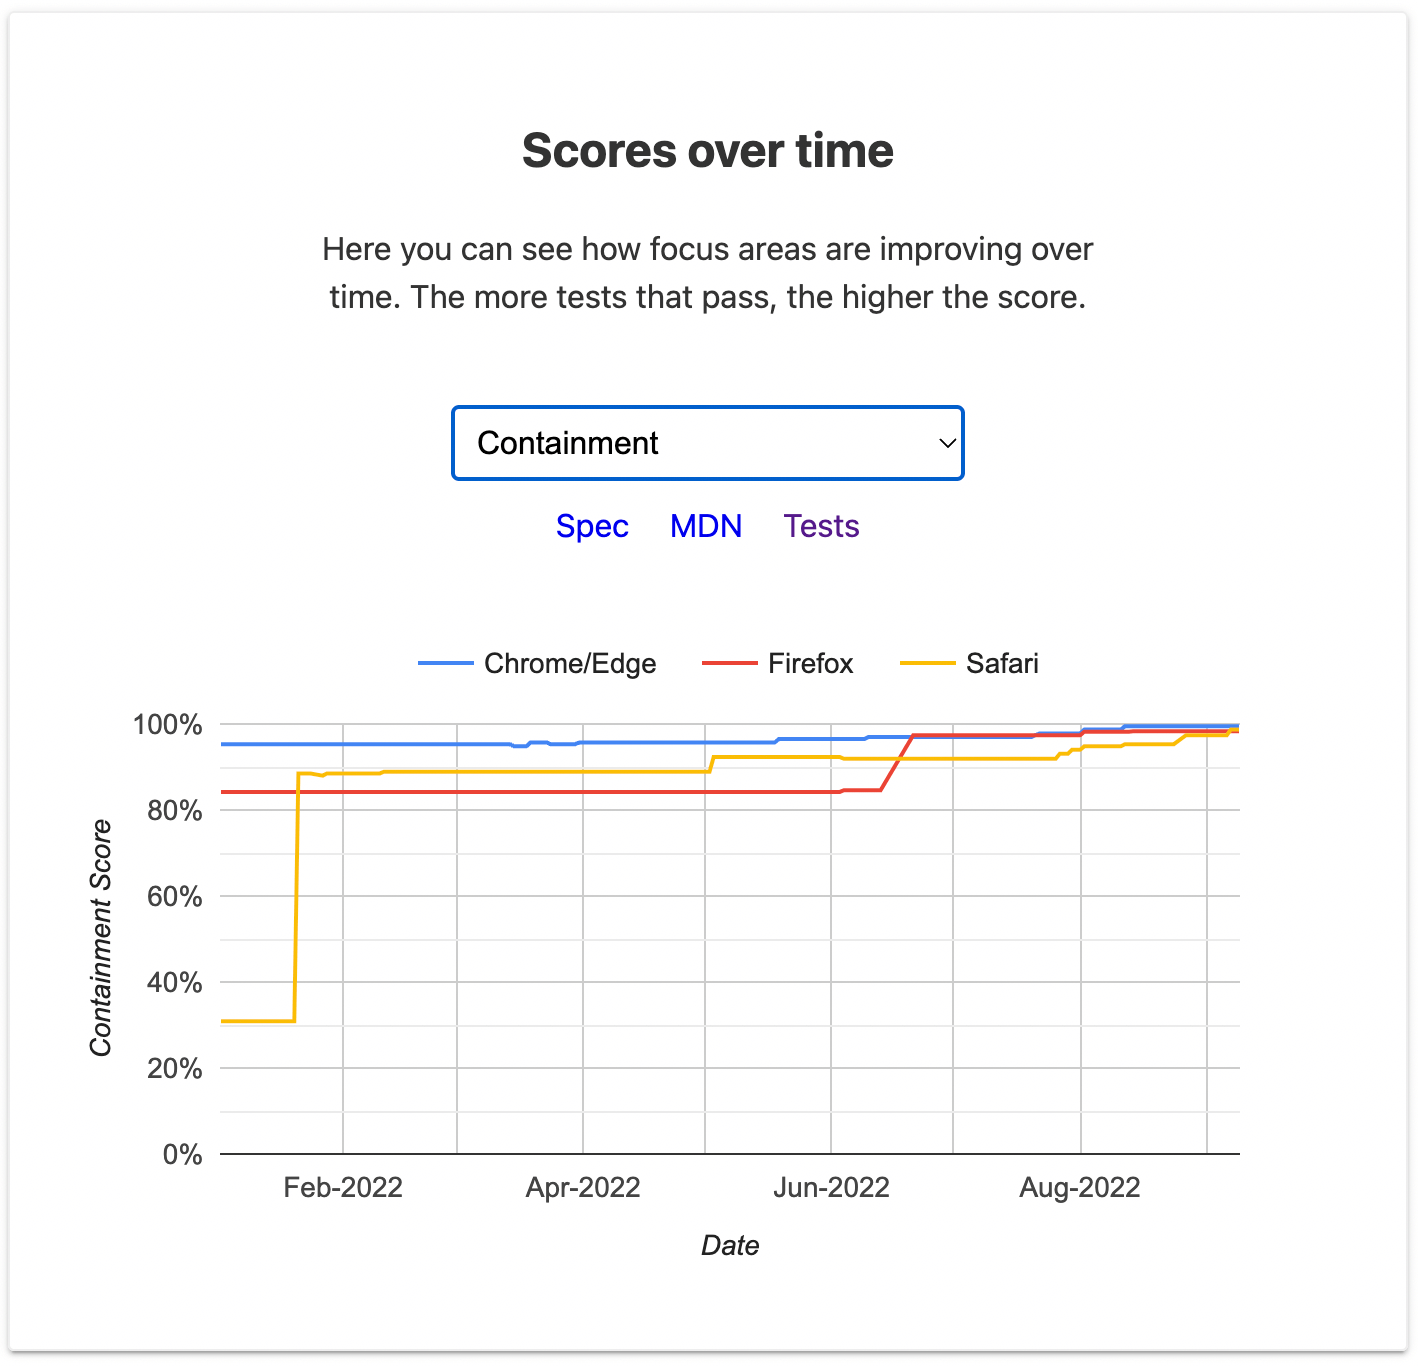 Scores over time
Here you can see how focus areas are improving over
time. The more tests that pass, the higher the score.
Containment
Spec MDN Tests
Chrome/Edge Firefox Safari
100%
80%
60%
40%
20%
0%
Containment Score
Feb-2022 Apr-2022 Jun-2022 Aug-2022
Date